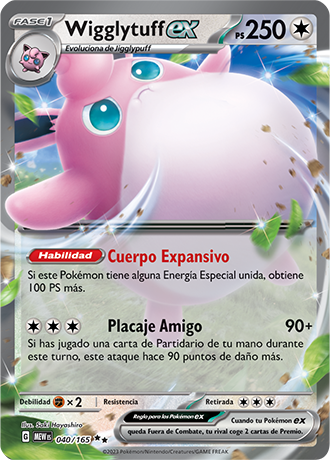 FASE 1
Wigglytuff ex
PS 250
Evoluciona de Jigglypuff
Habilidad Cuerpo Expansivo
Si este Pokémon tiene alguna Energía Especial unida, obtiene
100 PS más.
Placaje Amigo 90+
Si has jugado una carta de Partidario de tu mano durante
este turno, este ataque hace 90 puntos de daño más.
Debilidad ×2 Resistencia Retirada
Ilus. Saki Hayashiro
G MEW ES 040/165
Regla para los Pokémon ex
Cuando tu Pokémon ex
queda Fuera de Combate, tu rival coge 2 cartas de Premio.
©2023 Pokémon/Nintendo/Creatures/GAME FREAK